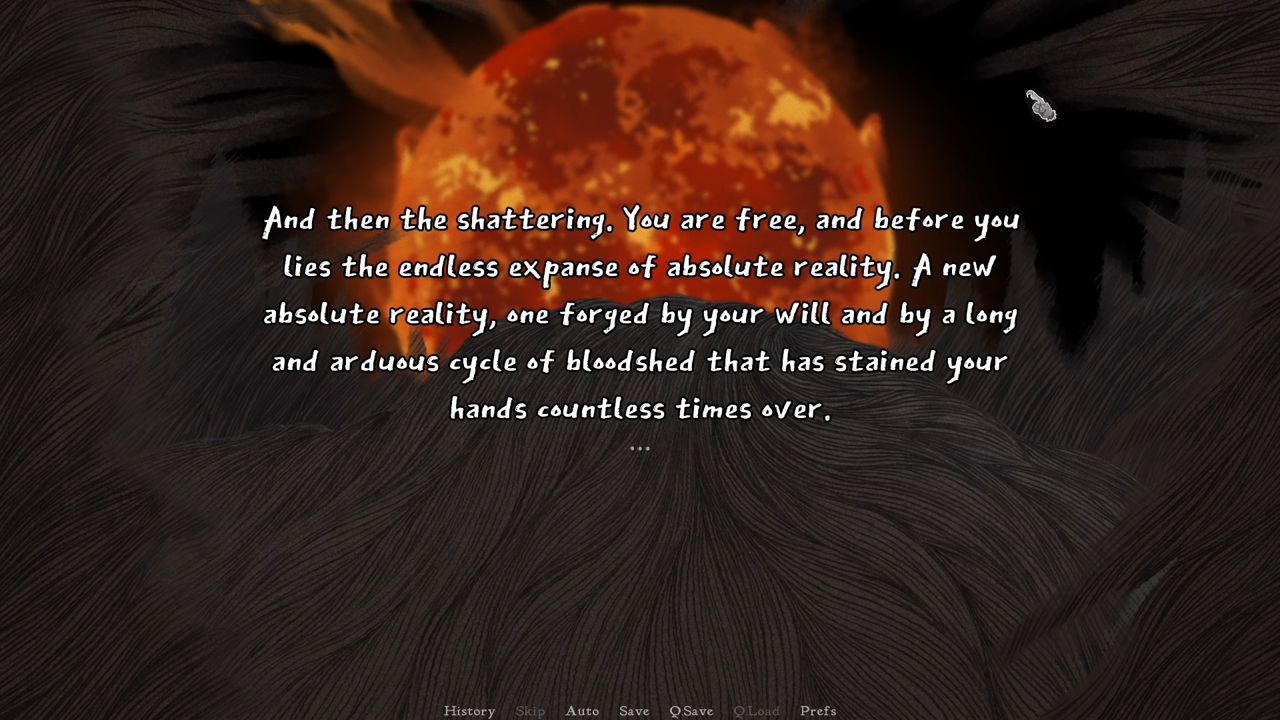 And then the shattering. You are free, and before you
lies the endless expanse of absolute reality. A new
absolute reality, one forged by your will and by a long
and arduous cycle of bloodshed that has stained your
hands countless times over.
...
History Skip Auto Save Q.Save Q.Load Prefs